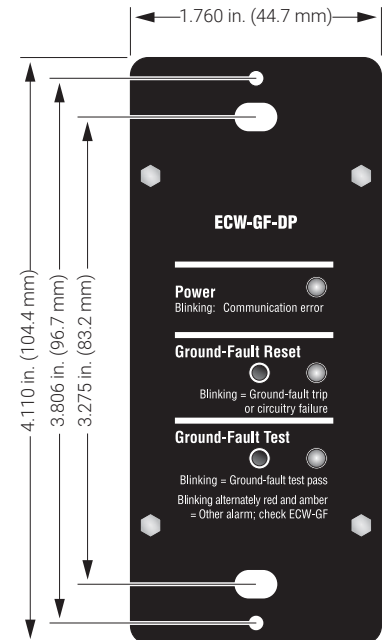 1.760 in. (44.7 mm)
4.110 in. (104.4 mm)
3.806 in. (96.7 mm)
3.275 in. (83.2 mm)
ECW-GF-DP
Power
Blinking: Communication error
Ground-Fault Reset
Blinking = Ground-fault trip
or circuitry failure
Ground-Fault Test
Blinking = Ground-fault test pass
Blinking alternately red and amber
= Other alarm; check ECW-GF